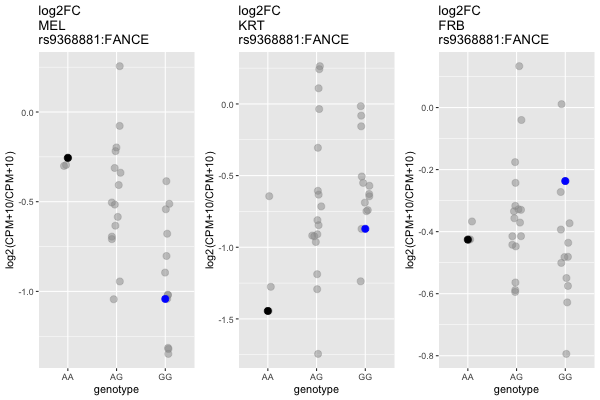 log2FC
MEL
rs9368881:FANCE
log2(CPM+10/CPM+10)
0.0
-0.5
-1.0
AA AG GG
genotype
log2FC
KRT
rs9368881:FANCE
log2(CPM+10/CPM+10)
0.0
-0.5
-1.0
-1.5
AA AG GG
genotype
log2FC
FRB
rs9368881:FANCE
log2(CPM+10/CPM+10)
0.0
-0.2
-0.4
-0.6
-0.8
AA AG GG
genotype